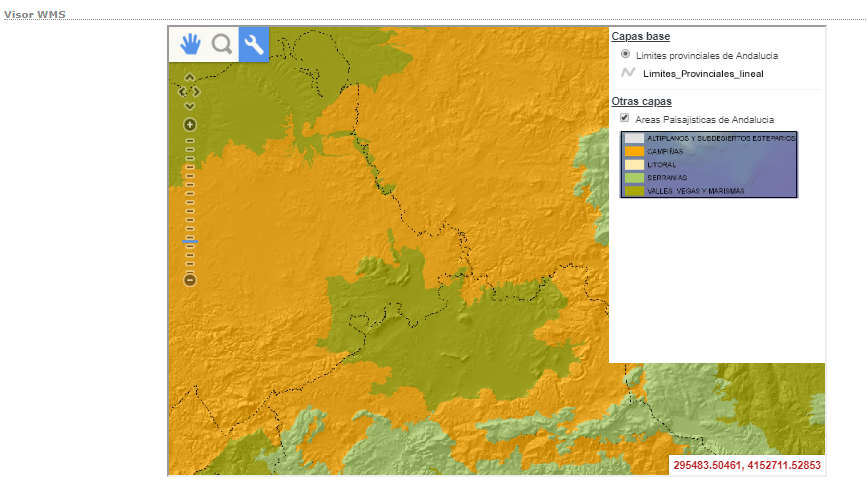 Visor WMS
Capas base
Limites provinciales de Andalucia
Limites_Provinciales_lineal
Otras capas
Areas Paisajisticas de Andalucia
ALTIPLANOS Y SUBDESIERTOS ESTEPARIOS
CAMPIÑAS
LITORAL
SERRANÍAS
VALLES, VEGAS Y MARISMAS
295483.50461, 4152711.52853